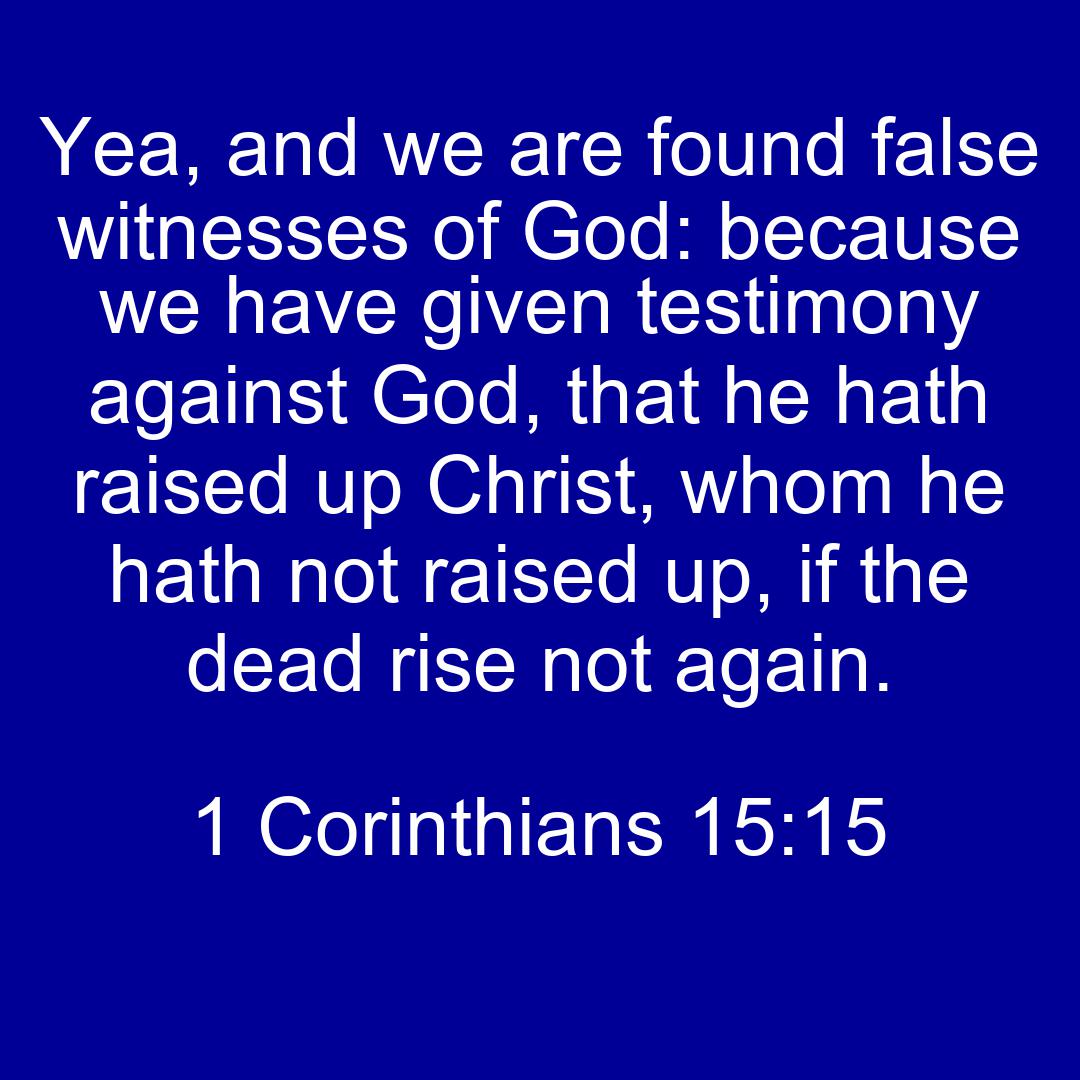 Yea, and we are found false
witnesses of God: because
we have given testimony
against God, that he hath
raised up Christ, whom he
hath not raised up, if the
dead rise not again.
1 Corinthians 15:15